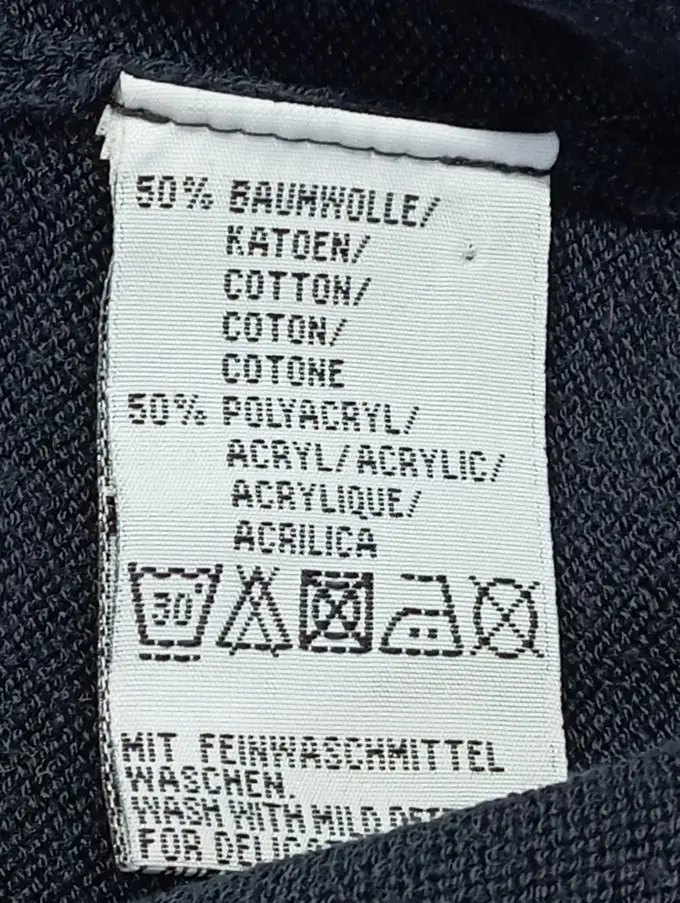 50% BAUMWOLLE/
KATOEN/
COTTON/
COTON/
COTONE
50% POLYACRYL/
ACRYL/ACRYLIC/
ACRYLIQUE/
ACRILICA
30
MIT FEINWASCHMITTEL
WASCHEN.
WASH WITH MILD
FOR